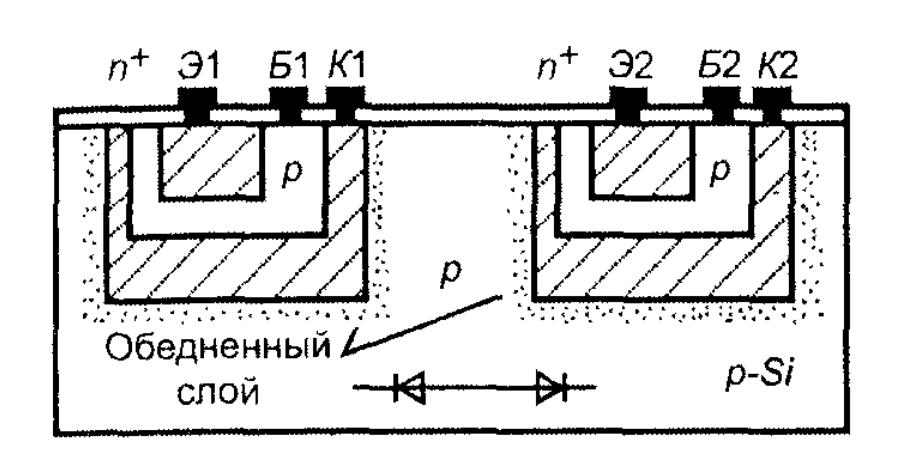 n+ Э1 Б1 К1 n+ Э2 Б2 К2
p p
p
Обедненный
слой
p-Si